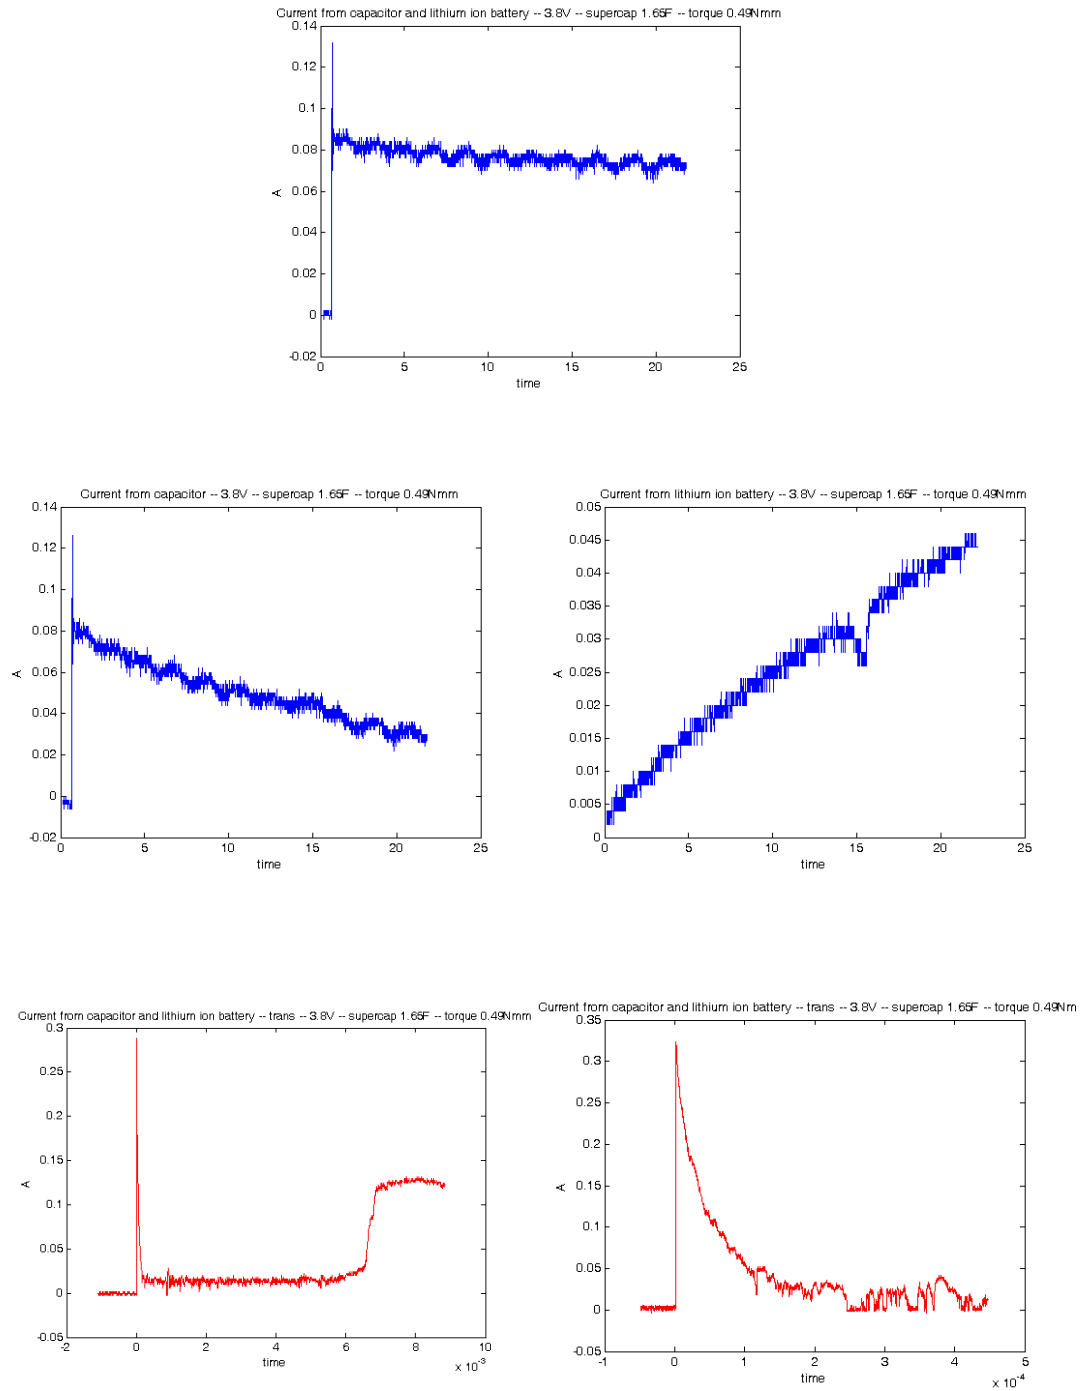 Current from capacitor and lithium ion battery -- 3.8V -- supercap 1.65F -- torque 0.49Nmm
0.14
0.12
0.1
0.08
0.06
0.04
0.02
0
-0.02
A
0 5 10 15 20 25
time
Current from capacitor -- 3.8V -- supercap 1.65F -- torque 0.49Nmm
0.14
0.12
0.1
0.08
0.06
0.04
0.02
0
-0.02
A
0 5 10 15 20 25
time
Current from lithium ion battery -- 3.8V -- supercap 1.65F -- torque 0.49Nmm
0.05
0.045
0.04
0.035
0.03
0.025
0.02
0.015
0.01
0.005
0
A
0 5 10 15 20 25
time
Current from capacitor and lithium ion battery -- trans -- 3.8V -- supercap 1.65F -- torque 0.49Nmm
0.3
0.25
0.2
0.15
0.1
0.05
0
-0.05
A
-2 0 2 4 6 8 10
time
x 10⁻³
Current from capacitor and lithium ion battery -- trans -- 3.8V -- supercap 1.65F -- torque 0.49Nmm
0.35
0.3
0.25
0.2
0.15
0.1
0.05
0
-0.05
A
-1 0 1 2 3 4 5
time
x 10⁻⁴